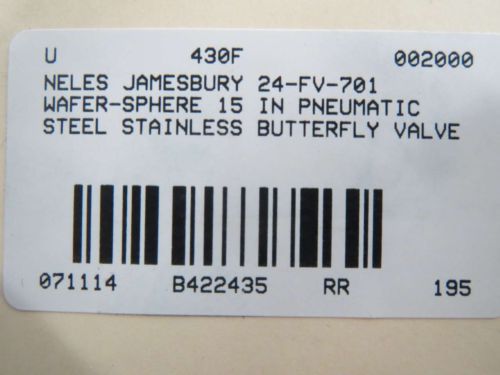 U 430F 002000
NELES JAMESBURY 24-FV-701
WAFER-SPHERE 15 IN PNEUMATIC
STEEL STAINLESS BUTTERFLY VALVE
071114 B422435 RR 195